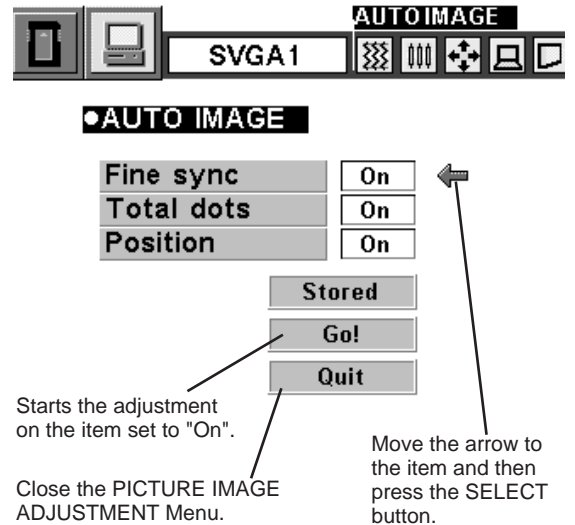 AUTOIMAGE
SVGA1
●AUTO IMAGE
Fine sync On
Total dots On
Position On
Stored
Go!
Quit
Starts the adjustment
on the item set to "On".
Close the PICTURE IMAGE
ADJUSTMENT Menu.
Move the arrow to
the item and then
press the SELECT
button.